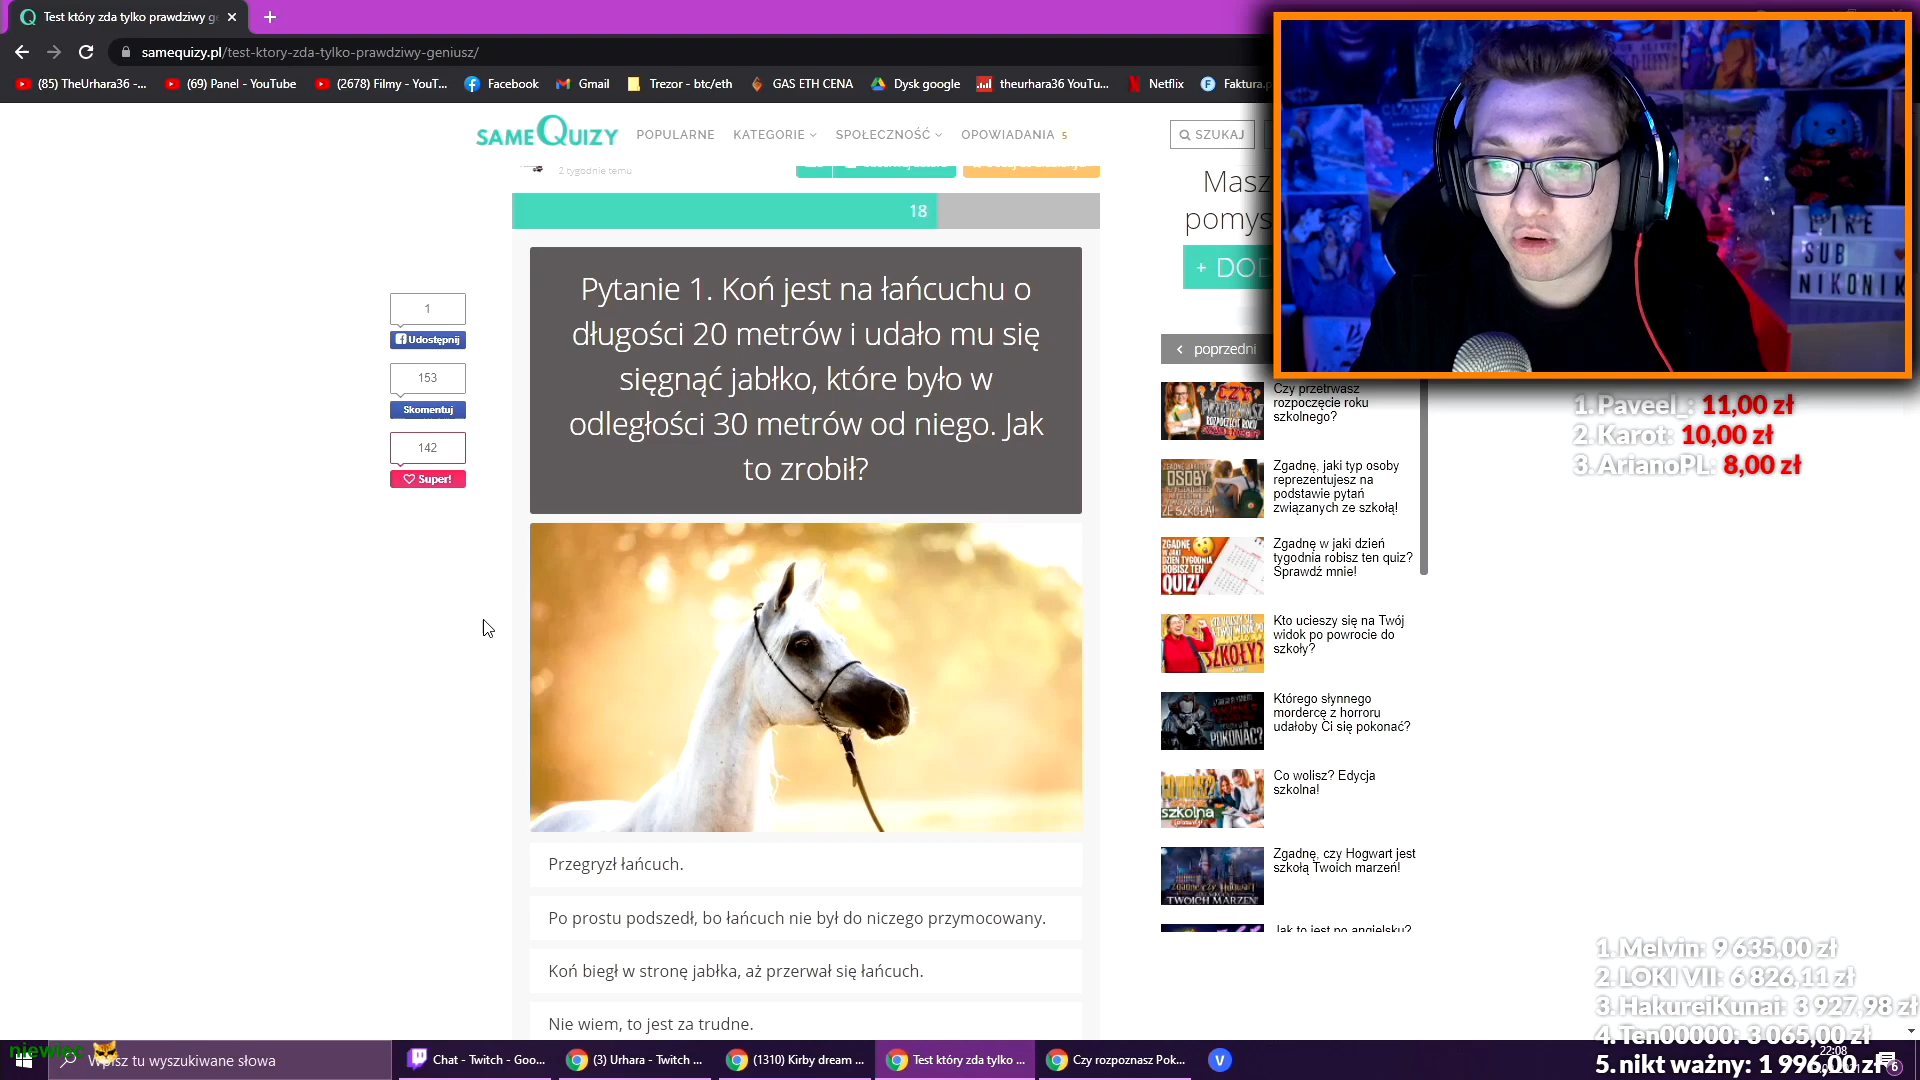 Test który zda tylko prawdziwy ge
samequizy.pl/test-ktory-zda-tylko-prawdziwy-geniusz/
(85) TheUrhara36 -...
(69) Panel - YouTube
(2678) Filmy - YouT...
Facebook
Gmail
Trezor - btc/eth
GAS ETH CENA
Dysk google
theurhara36 YouTu...
Netflix
Faktura.p
SAMEQUIZY
POPULARNE
KATEGORIE
SPOŁECZNOŚĆ
OPOWIADANIA 5
SZUKAJ
2 tygodnie temu
18
Masz
pomys
+ DOD
Pytanie 1. Koń jest na łańcuchu o
długości 20 metrów i udało mu się
sięgnąć jabłko, które było w
odległości 30 metrów od niego. Jak
to zrobił?
1
Udostępnij
153
Skomentuj
142
Super!
Przegryzł łańcuch.
Po prostu podszedł, bo łańcuch nie był do niczego przymocowany.
Koń biegł w stronę jabłka, aż przerwał się łańcuch.
Nie wiem, to jest za trudne.
poprzedni
Czy przetrwasz
rozpoczęcie roku
szkolnego?
Zgadnę, jaki typ osoby
reprezentujesz na
podstawie pytań
związanych ze szkołą!
Zgadnę w jaki dzień
tygodnia robisz ten quiz?
Sprawdź mnie!
Kto ucieszy się na Twój
widok po powrocie do
szkoły?
Którego słynnego
mordercę z horroru
udałoby Ci się pokonać?
Co wolisz? Edycja
szkolna!
Zgadnę, czy Hogwart jest
szkołą Twoich marzeń!
Jak to jest po angielsku?
LIKE
SUB
NIKONIK
1. Paveel_: 11,00 zł
2. Karot: 10,00 zł
3. ArianoPL: 8,00 zł
1. Melvin: 9 635,00 zł
2. LOKI VII: 6 826,11 zł
3. HakureiKunai: 3 927,98 zł
4. Ten00000: 3 065,00 zł
5. nikt ważny: 1 996,00 zł
niewiec
Wpisz tu wyszukiwane słowa
Chat - Twitch - Goo...
(3) Urhara - Twitch ...
(1310) Kirby dream ...
Test który zda tylko ...
Czy rozpoznasz Pok...
V
22:08
6